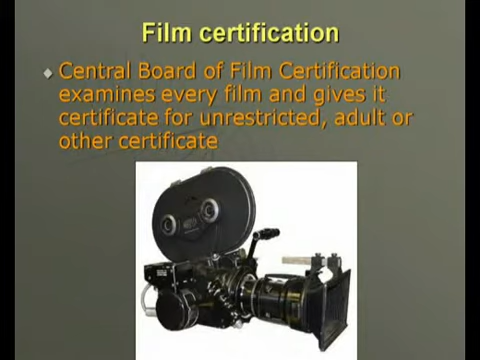 Film certification
Central Board of Film Certification
examines every film and gives it
certificate for unrestricted, adult or
other certificate